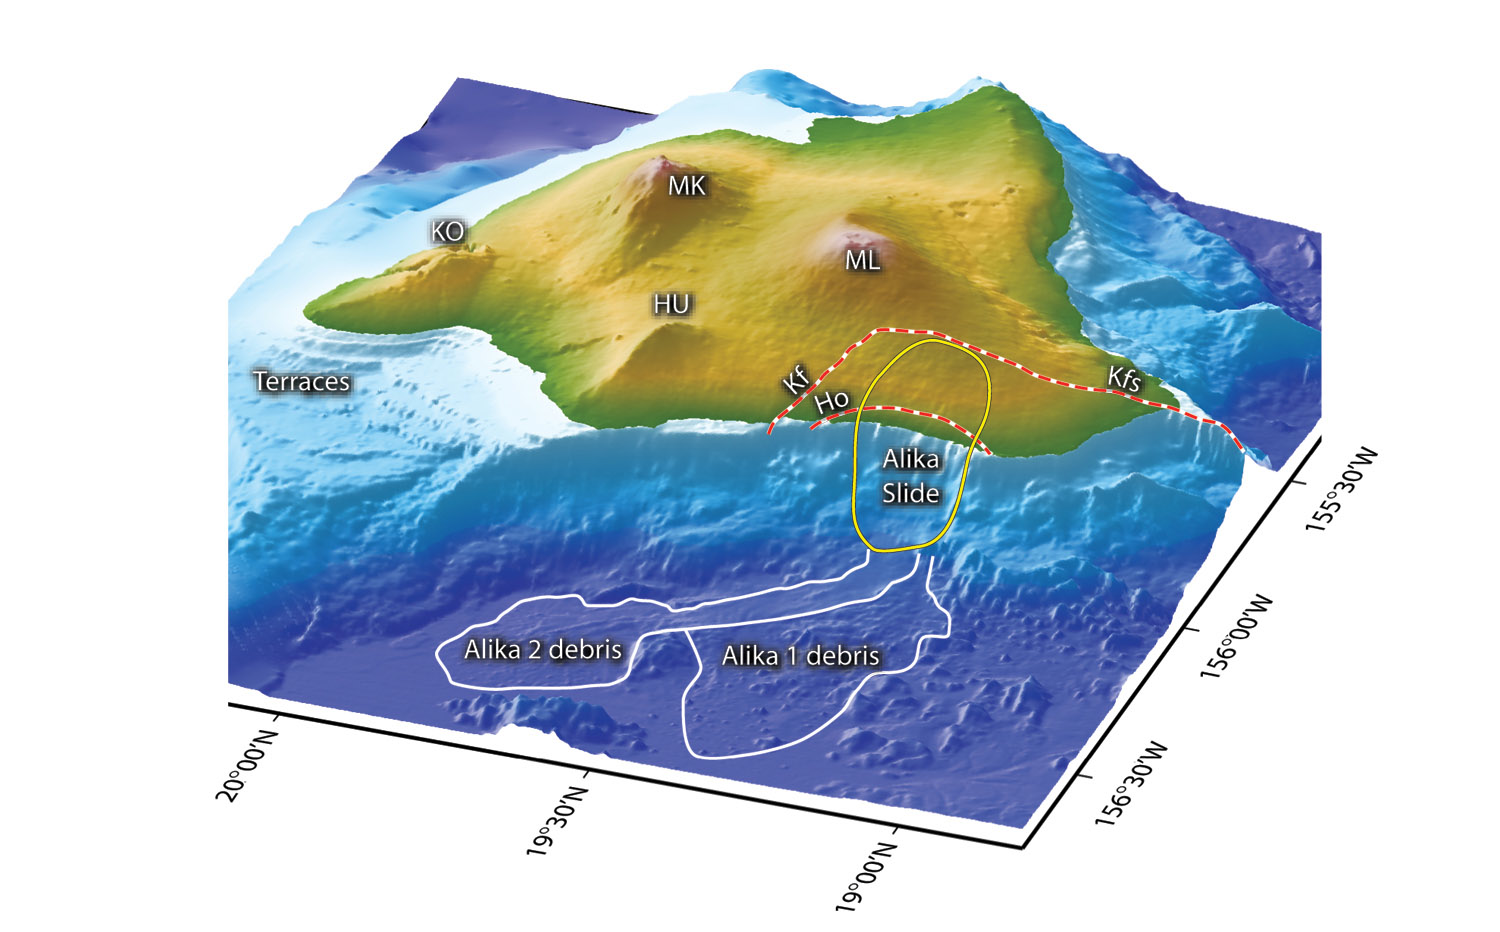 MK
KO
ML
HU
Terraces
Kf
Ho
Kfs
Alika
Slide
Alika 2 debris
Alika 1 debris
20°00'N
19°30'N
19°00'N
155°30'W
156°00'W
156°30'W